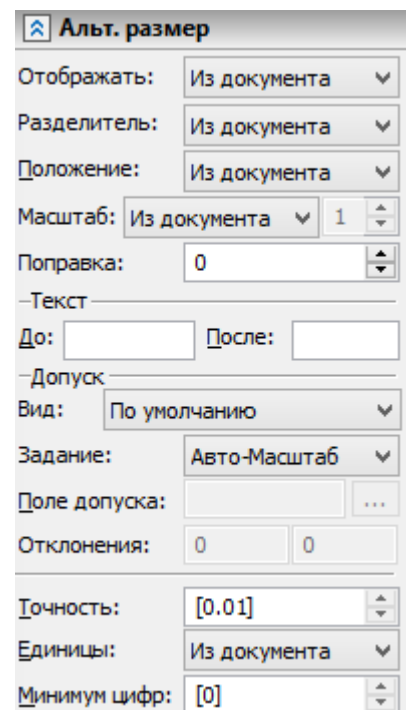 Альт. размер
Отображать: Из документа
Разделитель: Из документа
Положение: Из документа
Масштаб: Из документа 1
Поправка: 0
Текст
До: После:
Допуск
Вид: По умолчанию
Задание: Авто-Масштаб
Поле допуска: ...
Отклонения: 0 0
Точность: [0.01]
Единицы: Из документа
Минимум цифр: [0]